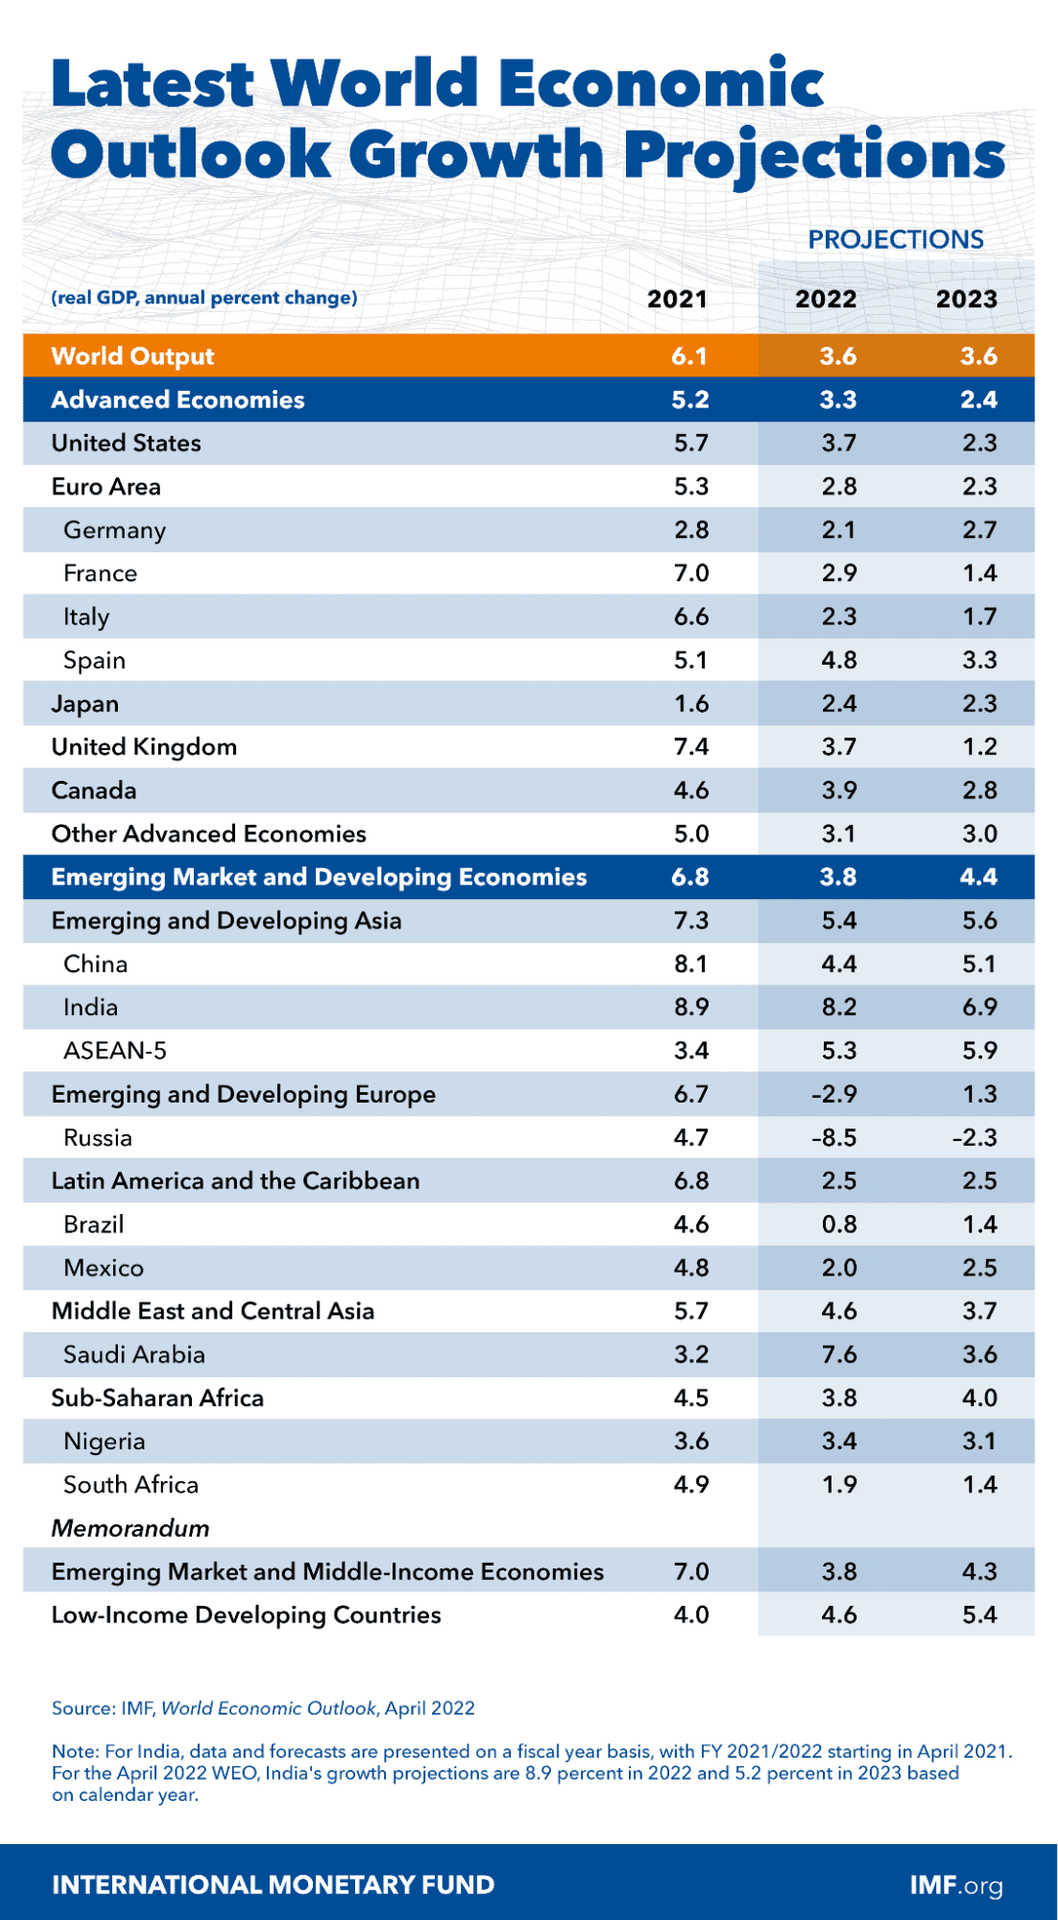 Latest World Economic
Outlook Growth Projections
PROJECTIONS
(real GDP, annual percent change) 2021 2022 2023
World Output 6.1 3.6 3.6
Advanced Economies 5.2 3.3 2.4
United States 5.7 3.7 2.3
Euro Area 5.3 2.8 2.3
Germany 2.8 2.1 2.7
France 7.0 2.9 1.4
Italy 6.6 2.3 1.7
Spain 5.1 4.8 3.3
Japan 1.6 2.4 2.3
United Kingdom 7.4 3.7 1.2
Canada 4.6 3.9 2.8
Other Advanced Economies 5.0 3.1 3.0
Emerging Market and Developing Economies 6.8 3.8 4.4
Emerging and Developing Asia 7.3 5.4 5.6
China 8.1 4.4 5.1
India 8.9 8.2 6.9
ASEAN-5 3.4 5.3 5.9
Emerging and Developing Europe 6.7 –2.9 1.3
Russia 4.7 –8.5 –2.3
Latin America and the Caribbean 6.8 2.5 2.5
Brazil 4.6 0.8 1.4
Mexico 4.8 2.0 2.5
Middle East and Central Asia 5.7 4.6 3.7
Saudi Arabia 3.2 7.6 3.6
Sub-Saharan Africa 4.5 3.8 4.0
Nigeria 3.6 3.4 3.1
South Africa 4.9 1.9 1.4
Memorandum
Emerging Market and Middle-Income Economies 7.0 3.8 4.3
Low-Income Developing Countries 4.0 4.6 5.4
Source: IMF, World Economic Outlook, April 2022
Note: For India, data and forecasts are presented on a fiscal year basis, with FY 2021/2022 starting in April 2021.
For the April 2022 WEO, India's growth projections are 8.9 percent in 2022 and 5.2 percent in 2023 based
on calendar year.
INTERNATIONAL MONETARY FUND IMF.org